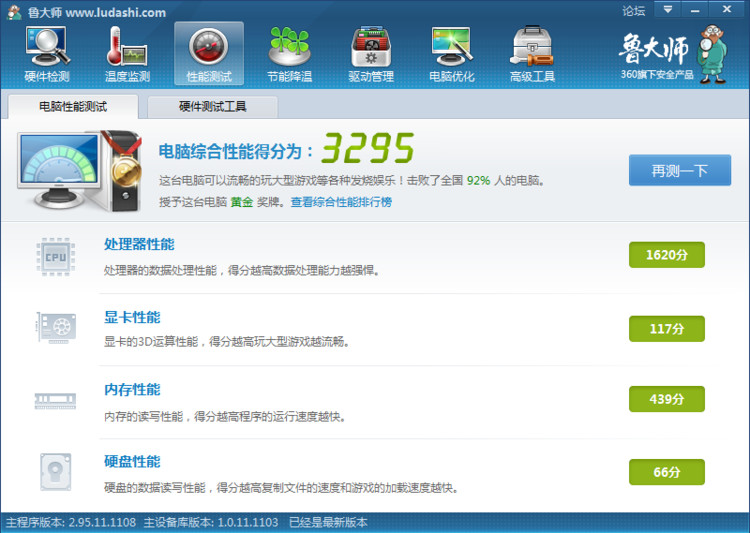 鲁大师 www.ludashi.com
论坛
硬件检测
温度监测
性能测试
节能降温
驱动管理
电脑优化
高级工具
鲁大师
360旗下安全产品
电脑性能测试
硬件测试工具
电脑综合性能得分为：3295
这台电脑可以流畅的玩大型游戏等各种发烧娱乐！击败了全国 92% 人的电脑。
授予这台电脑 黄金 奖牌。查看综合性能排行榜
再测一下
CPU
处理器性能
处理器的数据处理性能，得分越高数据处理能力越强悍。
1620分
显卡性能
显卡的3D运算性能，得分越高玩大型游戏越流畅。
117分
内存性能
内存的读写性能，得分越高程序的运行速度越快。
439分
硬盘性能
硬盘的数据读写性能，得分越高复制文件的速度和游戏的加载速度越快。
66分
主程序版本: 2.95.11.1108 主设备库版本: 1.0.11.1103 已经是最新版本